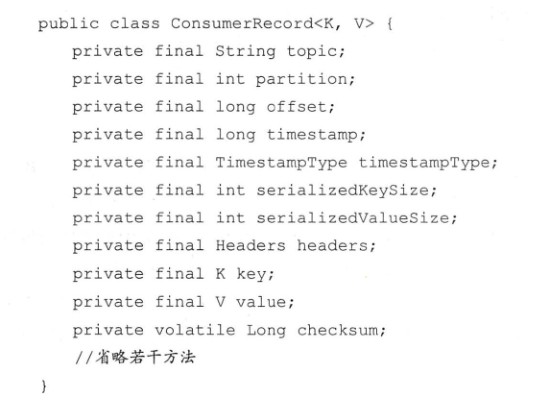 public class ConsumerRecord<K, V> {
    private final String topic;
    private final int partition;
    private final long offset;
    private final long timestamp;
    private final TimestampType timestampType;
    private final int serializedKeySize;
    private final int serializedValueSize;
    private final Headers headers;
    private final K key;
    private final V value;
    private volatile Long checksum;
    //省略若干方法
}